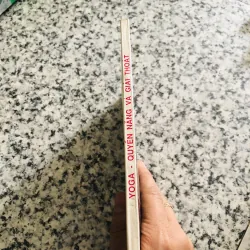 YOGA - QUYỀN NĂNG VÀ GIẢI THOÁT